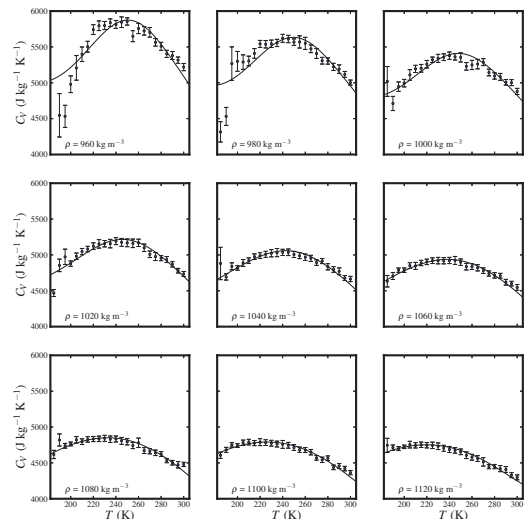 6000
5500
5000
4500
4000
C_V (J kg⁻¹ K⁻¹)
ρ = 960 kg m⁻³
ρ = 980 kg m⁻³
ρ = 1000 kg m⁻³
6000
5500
5000
4500
4000
C_V (J kg⁻¹ K⁻¹)
ρ = 1020 kg m⁻³
ρ = 1040 kg m⁻³
ρ = 1060 kg m⁻³
6000
5500
5000
4500
4000
C_V (J kg⁻¹ K⁻¹)
ρ = 1080 kg m⁻³
ρ = 1100 kg m⁻³
ρ = 1120 kg m⁻³
200 220 240 260 280 300
200 220 240 260 280 300
200 220 240 260 280 300
T (K)
T (K)
T (K)